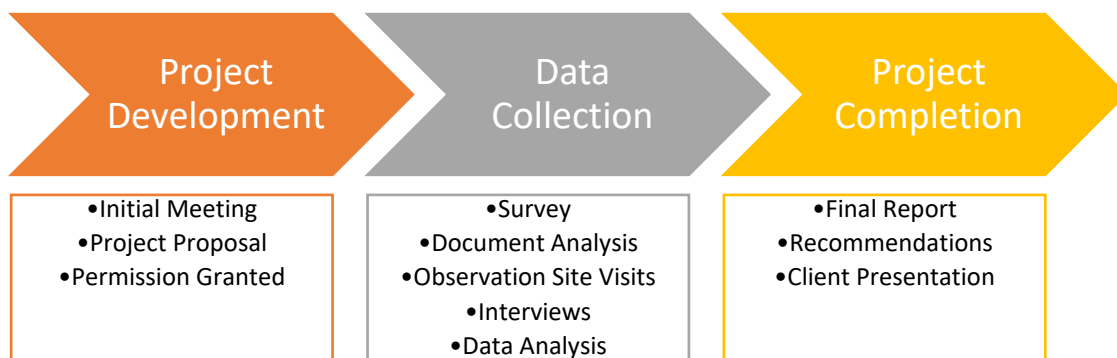 Project
Development
•Initial Meeting
•Project Proposal
•Permission Granted
Data
Collection
•Survey
•Document Analysis
•Observation Site Visits
•Interviews
•Data Analysis
Project
Completion
•Final Report
•Recommendations
•Client Presentation